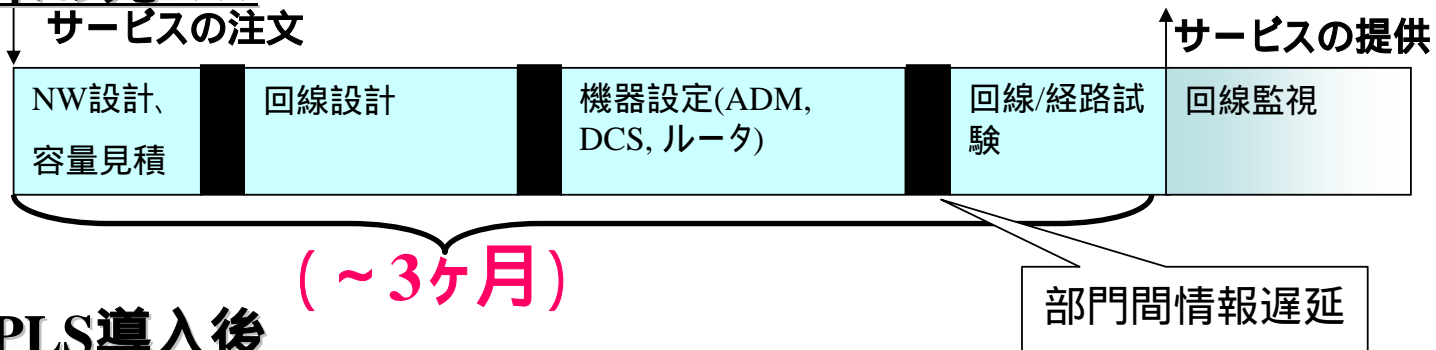 サービスの注文
サービスの提供
NW設計、
容量見積
回線設計
機器設定(ADM,
DCS, ルータ)
回線/経路試
験
回線監視
(~3ヶ月)
部門間情報遅延
PLS導入後